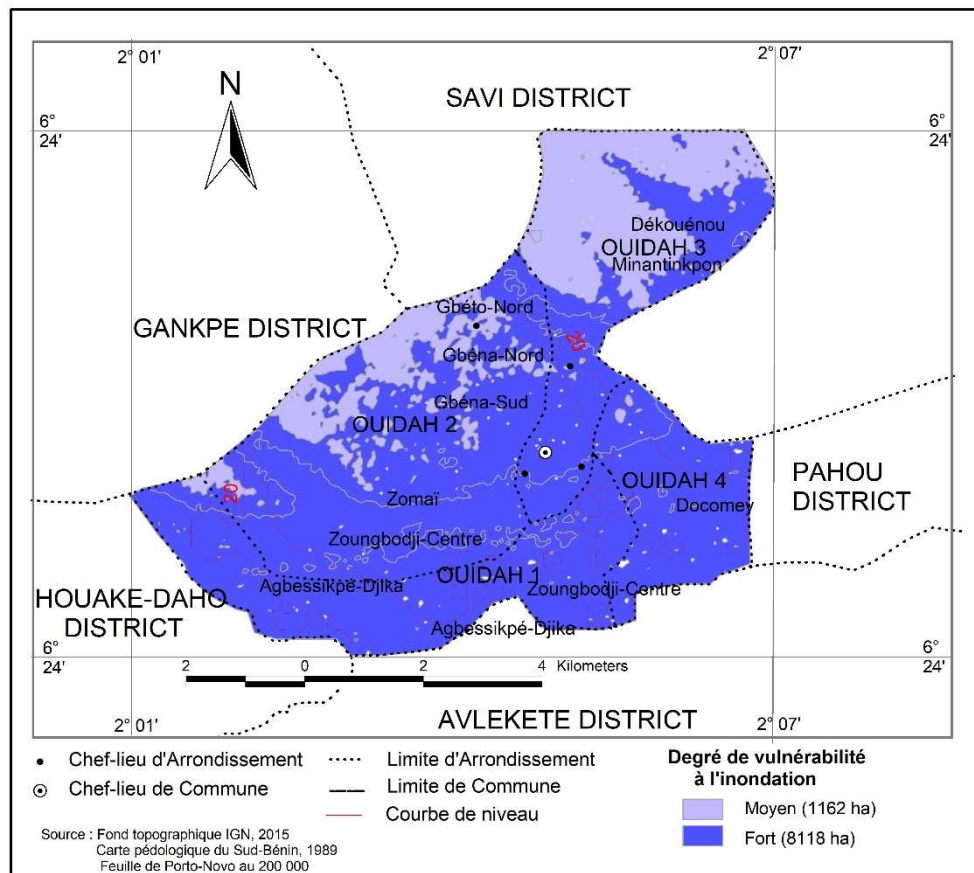 2° 01'
2° 07'
N
SAVI DISTRICT
6°
24'
6°
24'
Dékouénou
OUIDAH 3
Minantinkpon
Gbéto-Nord
GANKPE DISTRICT
20
Gbéna-Nord
Gbéna-Sud
OUIDAH 2
PAHOU
DISTRICT
OUIDAH 4
20
Zomaï
Docomey
Zoungbodji-Centre
OUIDAH 1
Agbessikpé-Djika
Zoungbodji-Centre
HOUAKE-DAHO
DISTRICT
Agbessikpé-Djika
6°
24'
6°
24'
2 0 2 4 Kilometers
AVLEKETE DISTRICT
2° 01'
2° 07'
Chef-lieu d'Arrondissement
Limite d'Arrondissement
Degré de vulnérabilité
à l'inondation
Chef-lieu de Commune
Limite de Commune
Moyen (1162 ha)
Courbe de niveau
Fort (8118 ha)
Source : Fond topographique IGN, 2015
Carte pédologique du Sud-Bénin, 1989
Feuille de Porto-Novo au 200 000